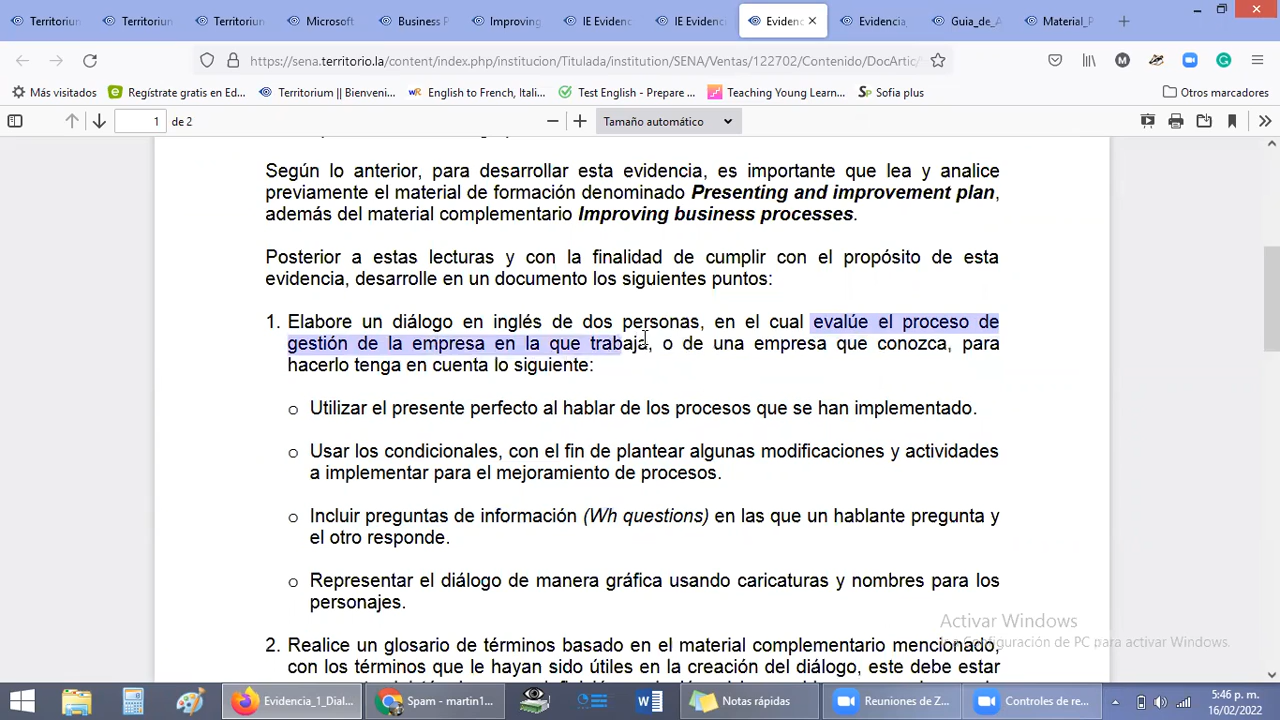 Territoriu
Territoriun
Territoriun
Microsoft
Business P
Improving
IE Evidenc
IE Evidenc
Evidenc
Evidencia_
Guia_de_A
Material_P
https://sena.territorio.la/content/index.php/institucion/Titulada/institution/SENA/Ventas/122702/Contenido/DocArtic/
Más visitados
Regístrate gratis en Ed...
Territorium || Bienveni...
English to French, Itali...
Test English - Prepare ...
Teaching Young Lear...
Sofia plus
Otros marcadores
1 de 2
Tamaño automático
Según lo anterior, para desarrollar esta evidencia, es importante que lea y analice
previamente el material de formación denominado Presenting and improvement plan,
además del material complementario Improving business processes.
Posterior a estas lecturas y con la finalidad de cumplir con el propósito de esta
evidencia, desarrolle en un documento los siguientes puntos:
1. Elabore un diálogo en inglés de dos personas, en el cual evalúe el proceso de
gestión de la empresa en la que trabaja, o de una empresa que conozca, para
hacerlo tenga en cuenta lo siguiente:
o Utilizar el presente perfecto al hablar de los procesos que se han implementado.
o Usar los condicionales, con el fin de plantear algunas modificaciones y actividades
a implementar para el mejoramiento de procesos.
o Incluir preguntas de información (Wh questions) en las que un hablante pregunta y
el otro responde.
o Representar el diálogo de manera gráfica usando caricaturas y nombres para los
personajes.
2. Realice un glosario de términos basado en el material complementario mencionado,
con los términos que le hayan sido útiles en la creación del diálogo, este debe estar
Activar Windows
Configuración de PC para activar Windows.
Evidencia_1_Dial...
Spam - martin1...
Notas rápidas
Reuniones de Z...
Controles de re...
5:46 p. m.
16/02/2022